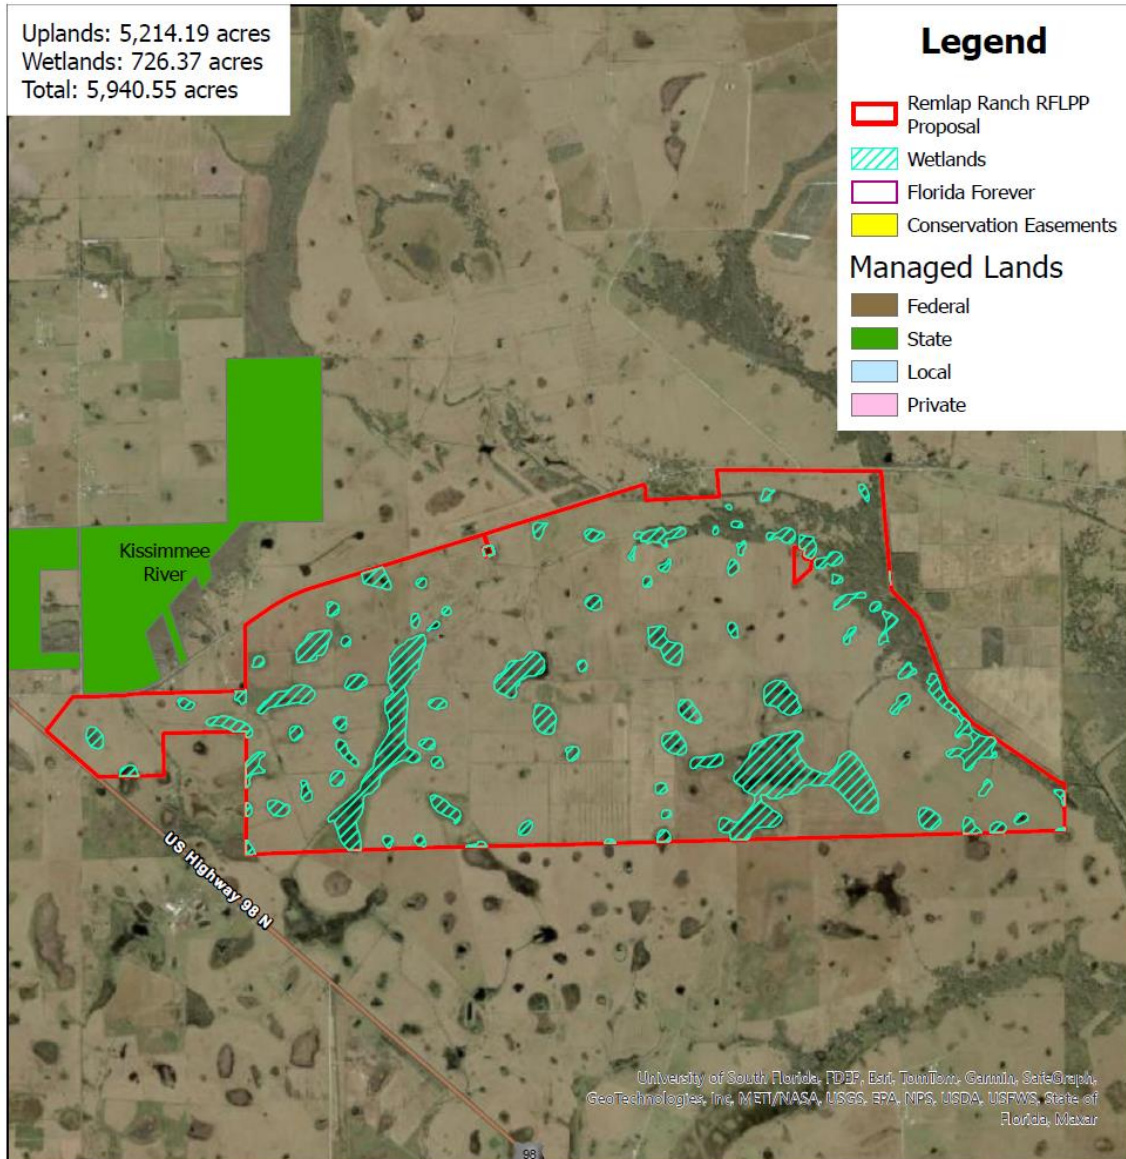 Uplands: 5,214.19 acres
Wetlands: 726.37 acres
Total: 5,940.55 acres
Legend
Remlap Ranch RFLPP
Proposal
Wetlands
Florida Forever
Conservation Easements
Managed Lands
Federal
State
Local
Private
Kissimmee
River
US Highway 98 N
98
University of South Florida, FDEP, Esri, TomTom, Garmin, SafeGraph,
GeoTechnologies, Inc, METI/NASA, USGS, EPA, NPS, USDA, USFWS, State of
Florida, Maxar